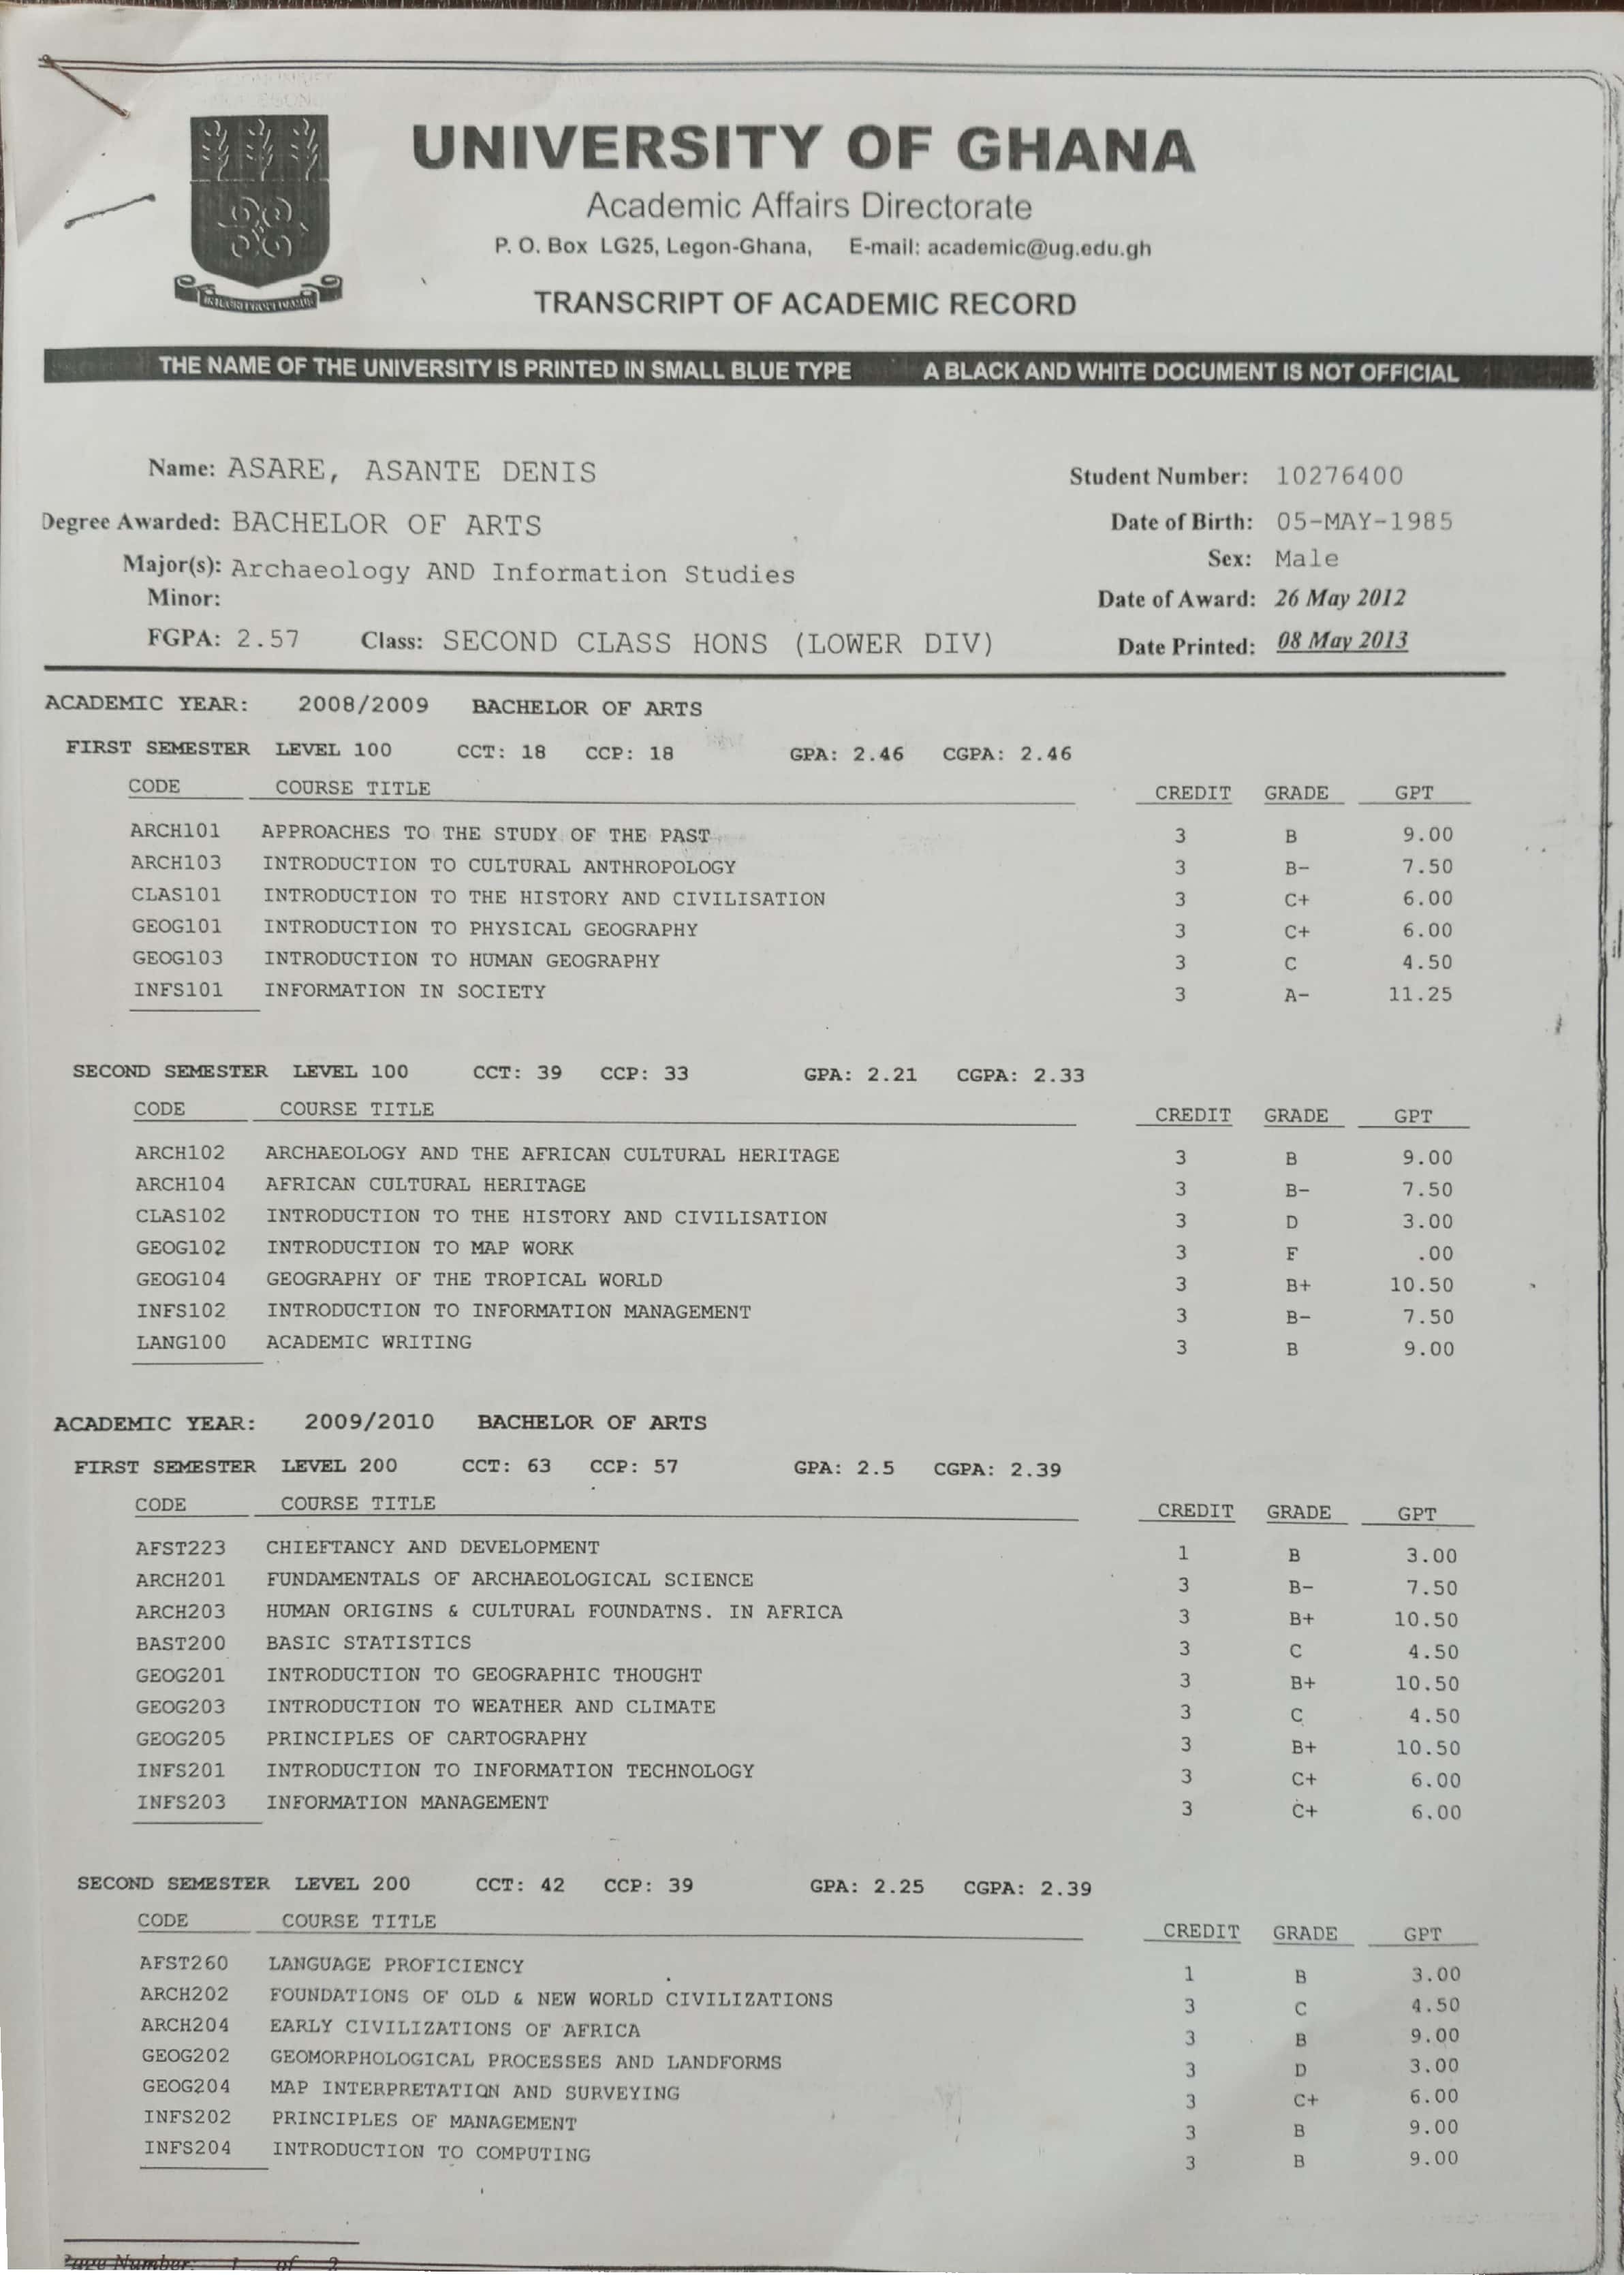 UNIVERSITY OF GHANA
Academic Affairs Directorate
P. O. Box LG25, Legon-Ghana, E-mail: academic@ug.edu.gh
TRANSCRIPT OF ACADEMIC RECORD
THE NAME OF THE UNIVERSITY IS PRINTED IN SMALL BLUE TYPE A BLACK AND WHITE DOCUMENT IS NOT OFFICIAL
Name: ASARE, ASANTE DENIS Student Number: 10276400
Degree Awarded: BACHELOR OF ARTS Date of Birth: 05-MAY-1985
Major(s): Archaeology AND Information Studies Sex: Male
Minor: Date of Award: 26 May 2012
FGPA: 2.57 Class: SECOND CLASS HONS (LOWER DIV) Date Printed: 08 May 2013
ACADEMIC YEAR: 2008/2009 BACHELOR OF ARTS
FIRST SEMESTER LEVEL 100 CCT: 18 CCP: 18 GPA: 2.46 CGPA: 2.46
CODE COURSE TITLE CREDIT GRADE GPT
ARCH101 APPROACHES TO THE STUDY OF THE PAST 3 B 9.00
ARCH103 INTRODUCTION TO CULTURAL ANTHROPOLOGY 3 B- 7.50
CLAS101 INTRODUCTION TO THE HISTORY AND CIVILISATION 3 C+ 6.00
GEOG101 INTRODUCTION TO PHYSICAL GEOGRAPHY 3 C+ 6.00
GEOG103 INTRODUCTION TO HUMAN GEOGRAPHY 3 C 4.50
INFS101 INFORMATION IN SOCIETY 3 A- 11.25
SECOND SEMESTER LEVEL 100 CCT: 39 CCP: 33 GPA: 2.21 CGPA: 2.33
CODE COURSE TITLE CREDIT GRADE GPT
ARCH102 ARCHAEOLOGY AND THE AFRICAN CULTURAL HERITAGE 3 B 9.00
ARCH104 AFRICAN CULTURAL HERITAGE 3 B- 7.50
CLAS102 INTRODUCTION TO THE HISTORY AND CIVILISATION 3 D 3.00
GEOG102 INTRODUCTION TO MAP WORK 3 F .00
GEOG104 GEOGRAPHY OF THE TROPICAL WORLD 3 B+ 10.50
INFS102 INTRODUCTION TO INFORMATION MANAGEMENT 3 B- 7.50
LANG100 ACADEMIC WRITING 3 B 9.00
ACADEMIC YEAR: 2009/2010 BACHELOR OF ARTS
FIRST SEMESTER LEVEL 200 CCT: 63 CCP: 57 GPA: 2.5 CGPA: 2.39
CODE COURSE TITLE CREDIT GRADE GPT
AFST223 CHIEFTANCY AND DEVELOPMENT 1 B 3.00
ARCH201 FUNDAMENTALS OF ARCHAEOLOGICAL SCIENCE 3 B- 7.50
ARCH203 HUMAN ORIGINS & CULTURAL FOUNDATNS. IN AFRICA 3 B+ 10.50
BAST200 BASIC STATISTICS 3 C 4.50
GEOG201 INTRODUCTION TO GEOGRAPHIC THOUGHT 3 B+ 10.50
GEOG203 INTRODUCTION TO WEATHER AND CLIMATE 3 C 4.50
GEOG205 PRINCIPLES OF CARTOGRAPHY 3 B+ 10.50
INFS201 INTRODUCTION TO INFORMATION TECHNOLOGY 3 C+ 6.00
INFS203 INFORMATION MANAGEMENT 3 C+ 6.00
SECOND SEMESTER LEVEL 200 CCT: 42 CCP: 39 GPA: 2.25 CGPA: 2.39
CODE COURSE TITLE CREDIT GRADE GPT
AFST260 LANGUAGE PROFICIENCY 1 B 3.00
ARCH202 FOUNDATIONS OF OLD & NEW WORLD CIVILIZATIONS 3 C 4.50
ARCH204 EARLY CIVILIZATIONS OF AFRICA 3 B 9.00
GEOG202 GEOMORPHOLOGICAL PROCESSES AND LANDFORMS 3 D 3.00
GEOG204 MAP INTERPRETATION AND SURVEYING 3 C+ 6.00
INFS202 PRINCIPLES OF MANAGEMENT 3 B 9.00
INFS204 INTRODUCTION TO COMPUTING 3 B 9.00
Page Number: 1 of 2